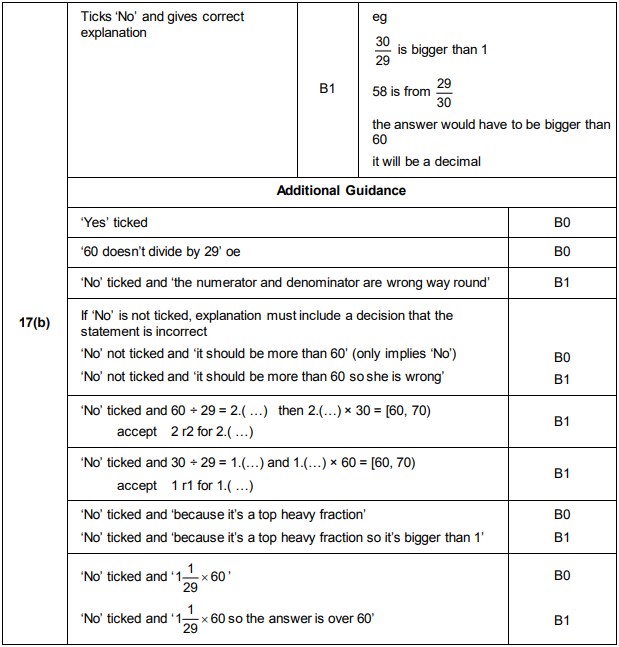 Ticks 'No' and gives correct
explanation
B1
eg
30/29 is bigger than 1
58 is from 29/30
the answer would have to be bigger than
60
it will be a decimal
17(b)
Additional Guidance
'Yes' ticked B0
'60 doesn't divide by 29' oe B0
'No' ticked and 'the numerator and denominator are wrong way round' B1
If 'No' is not ticked, explanation must include a decision that the
statement is incorrect
'No' not ticked and 'it should be more than 60' (only implies 'No') B0
'No' not ticked and 'it should be more than 60 so she is wrong' B1
'No' ticked and 60 ÷ 29 = 2.( …) then 2.(…) × 30 = [60, 70)
accept 2 r2 for 2.( …)
B1
'No' ticked and 30 ÷ 29 = 1.(…) and 1.(…) × 60 = [60, 70)
accept 1 r1 for 1.( …)
B1
'No' ticked and 'because it's a top heavy fraction' B0
'No' ticked and 'because it's a top heavy fraction so it's bigger than 1' B1
'No' ticked and '1 1/29 × 60 ' B0
'No' ticked and '1 1/29 × 60 so the answer is over 60' B1